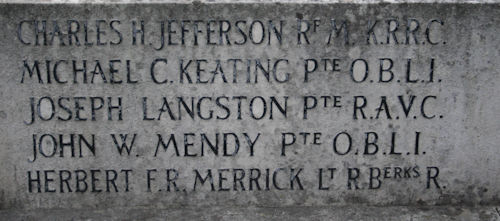 CHARLES H. JEFFERSON Rᶠ M. K.R.R.C.
MICHAEL C. KEATING Pᵀᴱ O.B.L.I.
JOSEPH LANGSTON Pᵀᴱ R.A.V.C.
JOHN W. MENDY Pᵀᴱ O.B.L.I.
HERBERT F.R. MERRICK Lᵀ R.Bᴱᴿᴷˢ R.